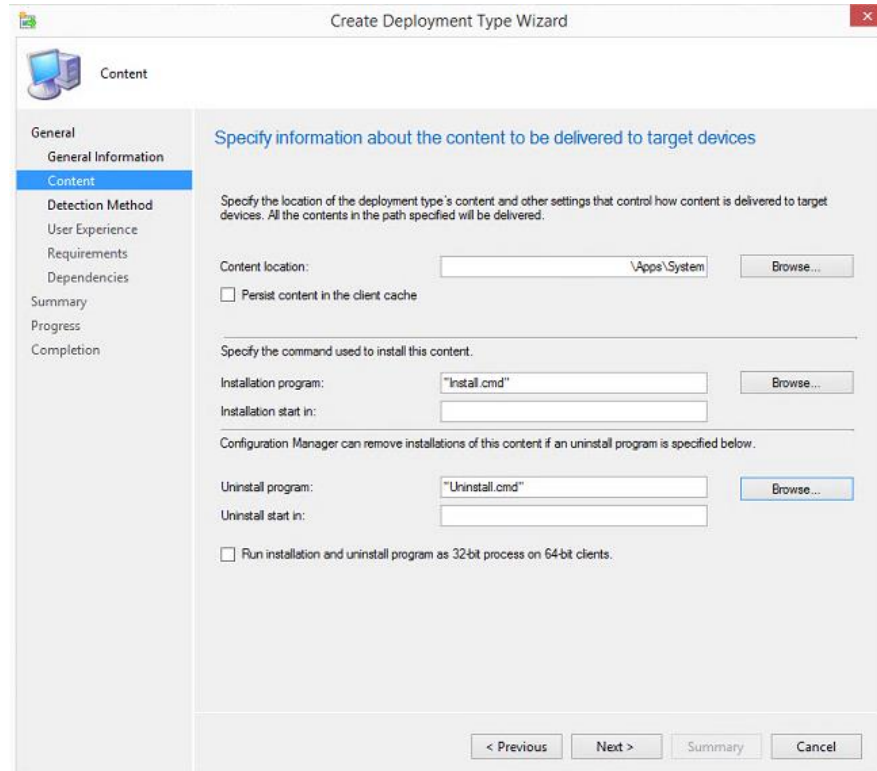 Create Deployment Type Wizard
Content
General
General Information
Content
Detection Method
User Experience
Requirements
Dependencies
Summary
Progress
Completion
Specify information about the content to be delivered to target devices
Specify the location of the deployment type's content and other settings that control how content is delivered to target
devices. All the contents in the path specified will be delivered.
Content location:
\Apps\System
Browse...
Persist content in the client cache
Specify the command used to install this content.
Installation program:
"Install.cmd"
Browse...
Installation start in:
Configuration Manager can remove installations of this content if an uninstall program is specified below.
Uninstall program:
"Uninstall.cmd"
Browse...
Uninstall start in:
Run installation and uninstall program as 32-bit process on 64-bit clients.
< Previous
Next >
Summary
Cancel